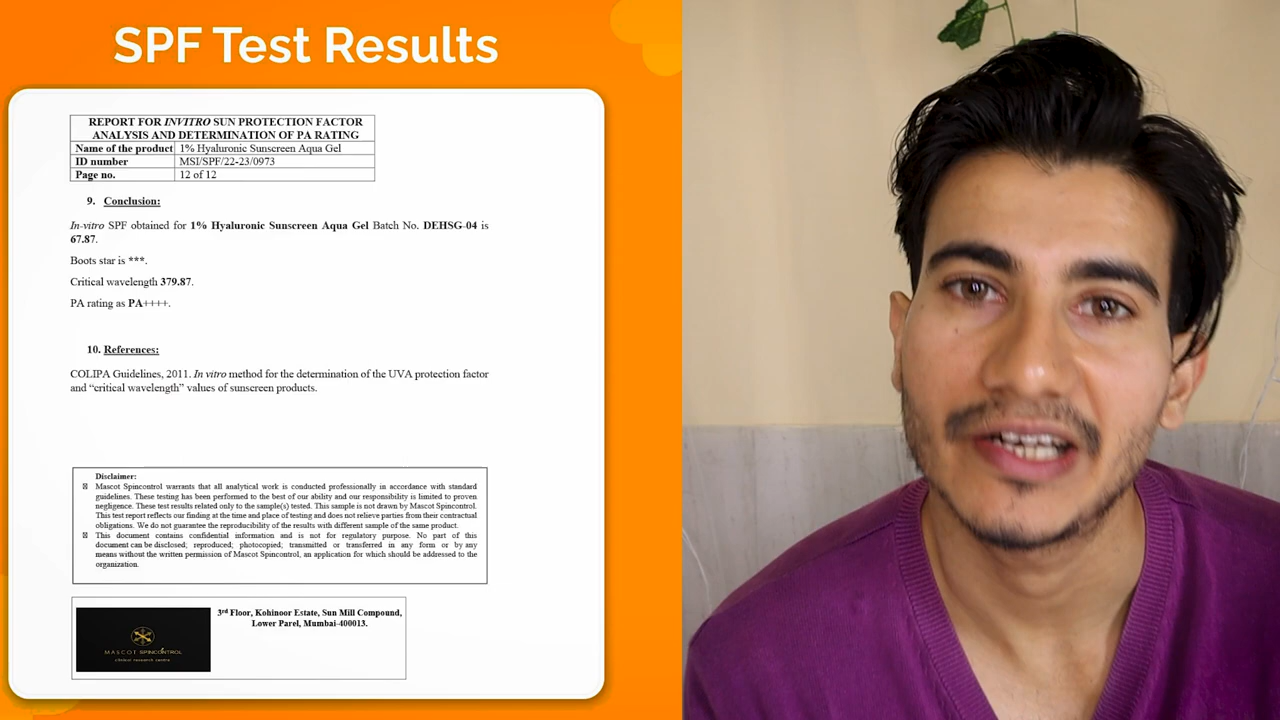 SPF Test Results
REPORT FOR INVITRO SUN PROTECTION FACTOR
ANALYSIS AND DETERMINATION OF PA RATING
Name of the product 1% Hyaluronic Sunscreen Aqua Gel
ID number MSI/SPF/22-23/0973
Page no. 12 of 12
9. Conclusion:
In-vitro SPF obtained for 1% Hyaluronic Sunscreen Aqua Gel Batch No. DEHSG-04 is
67.87.
Boots star is ***.
Critical wavelength 379.87.
PA rating as PA++++.
10. References:
COLIPA Guidelines, 2011. In vitro method for the determination of the UVA protection factor
and “critical wavelength” values of sunscreen products.
Disclaimer:
Mascot Spincontrol warrants that all analytical work is conducted professionally in accordance with standard
guidelines. These testing has been performed to the best of our ability and our responsibility is limited to proven
negligence. These test results related only to the sample(s) tested. This sample is not drawn by Mascot Spincontrol.
This test report reflects our finding at the time and place of testing and does not relieve parties from their contractual
obligations. We do not guarantee the reproducibility of the results with different sample of the same product.
This document contains confidential information and is not for regulatory purpose. No part of this
document can be disclosed; reproduced; photocopied; transmitted or transferred in any form or by any
means without the written permission of Mascot Spincontrol, an application for which should be addressed to the
organization.
3rd Floor, Kohinoor Estate, Sun Mill Compound,
Lower Parel, Mumbai-400013.
MASCOT SPINCONTROL
clinical research centre